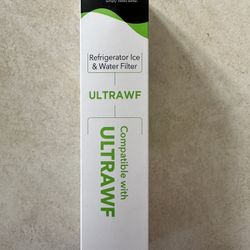 Refrigerator Ice
& Water Filter
ULTRAWF
Compatible with
ULTRAWF